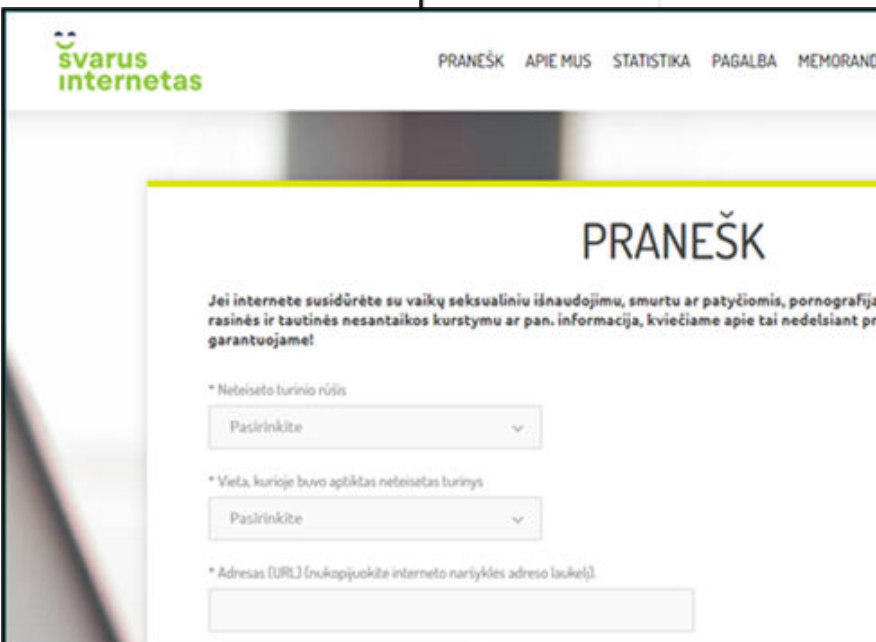 švarus
internetas
PRANEŠK APIE MUS STATISTIKA PAGALBA MEMORAND
PRANEŠK
Jei internete susidūrėte su vaikų seksualiniu išnaudojimu, smurtu ar patyčiomis, pornografija
rasinės ir tautinės nesantaikos kurstymu ar pan. informacija, kviečiame apie tai nedelsiant pr
garantuojame!
* Neteisėto turinio rūšis
Pasirinkite
* Vieta, kurioje buvo aptiktas neteisėtas turinys
Pasirinkite
* Adresas (URL) (nukopijuokite interneto naršyklės adreso laukelį).